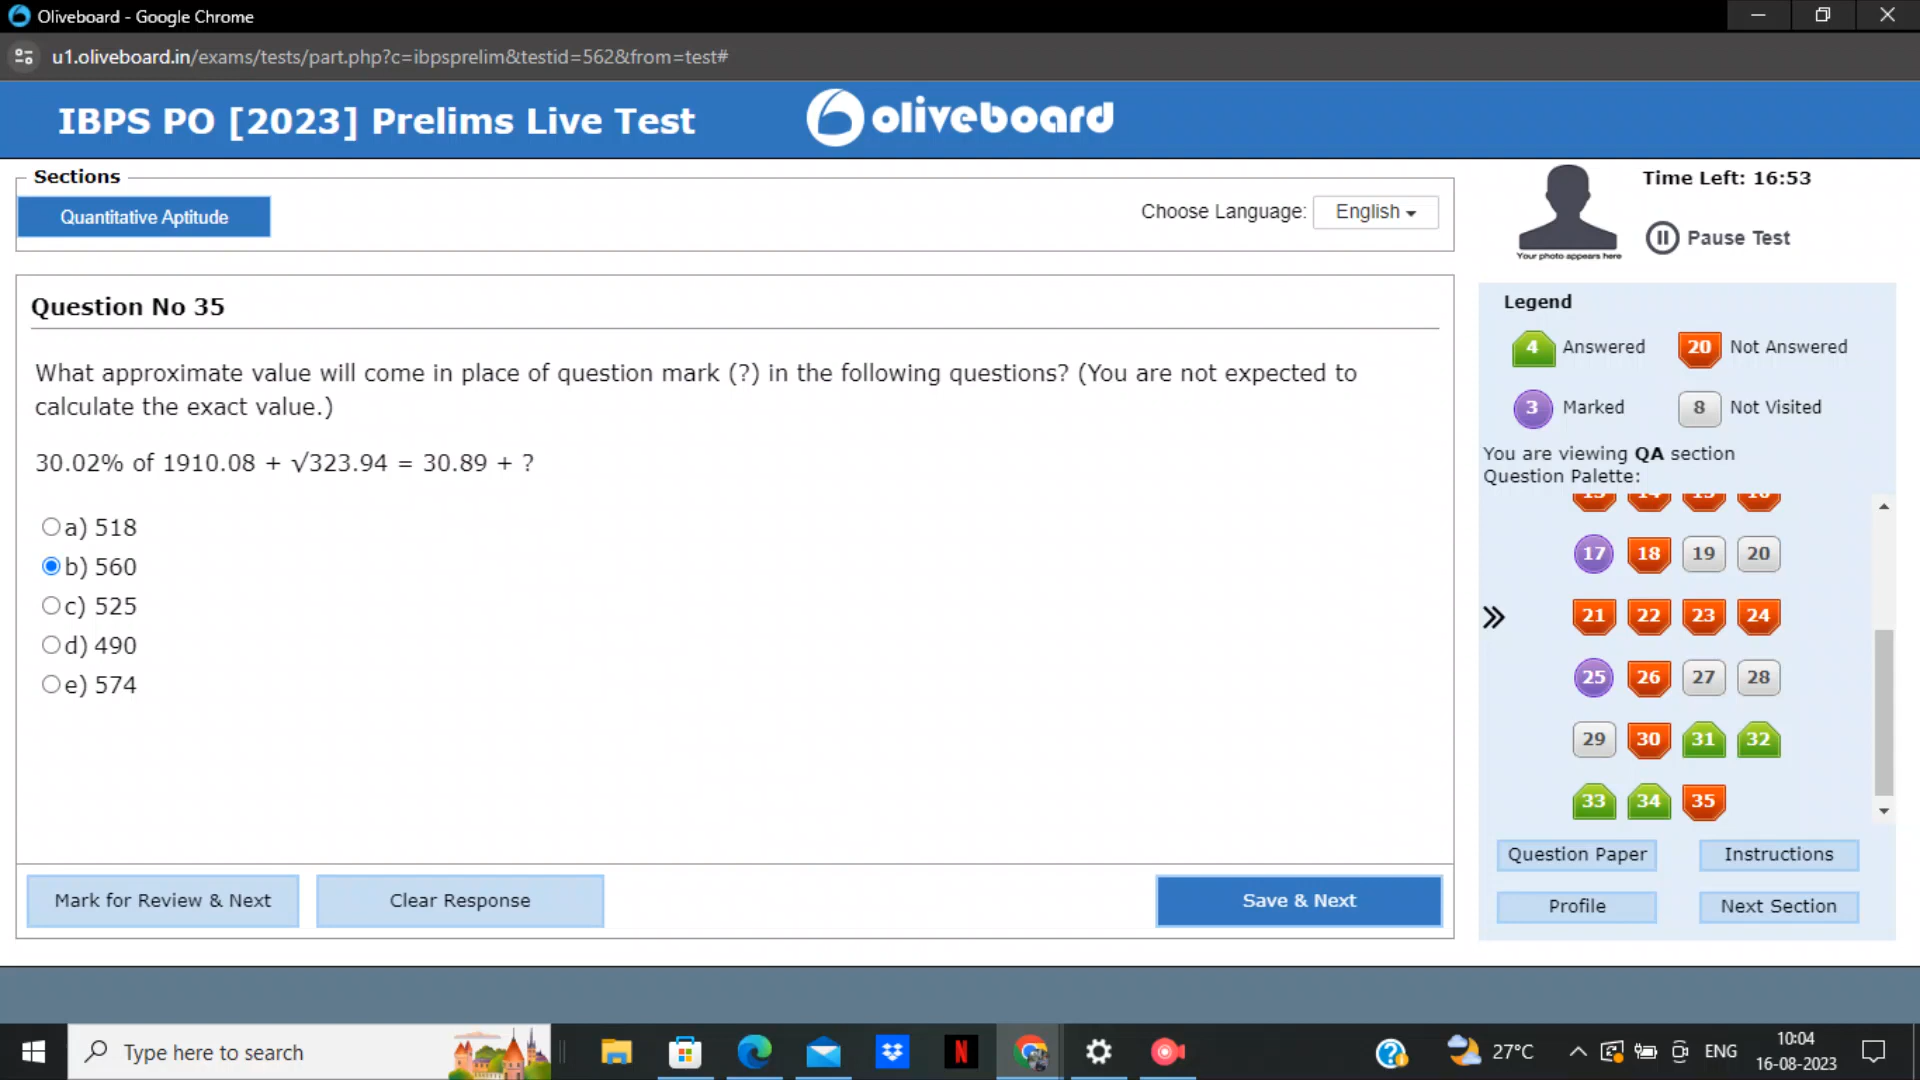 Oliveboard - Google Chrome
u1.oliveboard.in/exams/tests/part.php?c=ibpsprelim&testid=562&from=test#
IBPS PO [2023] Prelims Live Test
oliveboard
Sections
Quantitative Aptitude
Choose Language:
English
Your photo appears here
Time Left: 16:53
Pause Test
Question No 35
What approximate value will come in place of question mark (?) in the following questions? (You are not expected to
calculate the exact value.)
30.02% of 1910.08 + √323.94 = 30.89 + ?
a) 518
b) 560
c) 525
d) 490
e) 574
Mark for Review & Next
Clear Response
Save & Next
Legend
4 Answered
20 Not Answered
3 Marked
8 Not Visited
You are viewing QA section
Question Palette:
13 14 15 16
17 18 19 20
21 22 23 24
25 26 27 28
29 30 31 32
33 34 35
Question Paper
Instructions
Profile
Next Section
Type here to search
27°C
ENG
10:04
16-08-2023